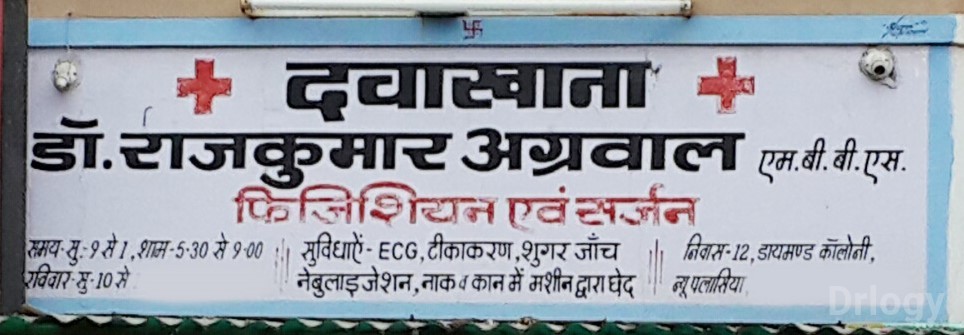 दवाखाना
डॉ. राजकुमार अग्रवाल एम.बी.बी.एस.
फिजिशियन एवं सर्जन
समय-सु.-9 से 1, शाम-5-30 से 9-00
रविवार-सु-10 से
सुविधाऐं- ECG, टीकाकरण, शुगर जाँच
नेबुलाइजेशन, नाक व कान में मशीन द्वारा छेद
निवास-12, डायमण्ड कॉलोनी,
न्यू पलासिया
Drlogy